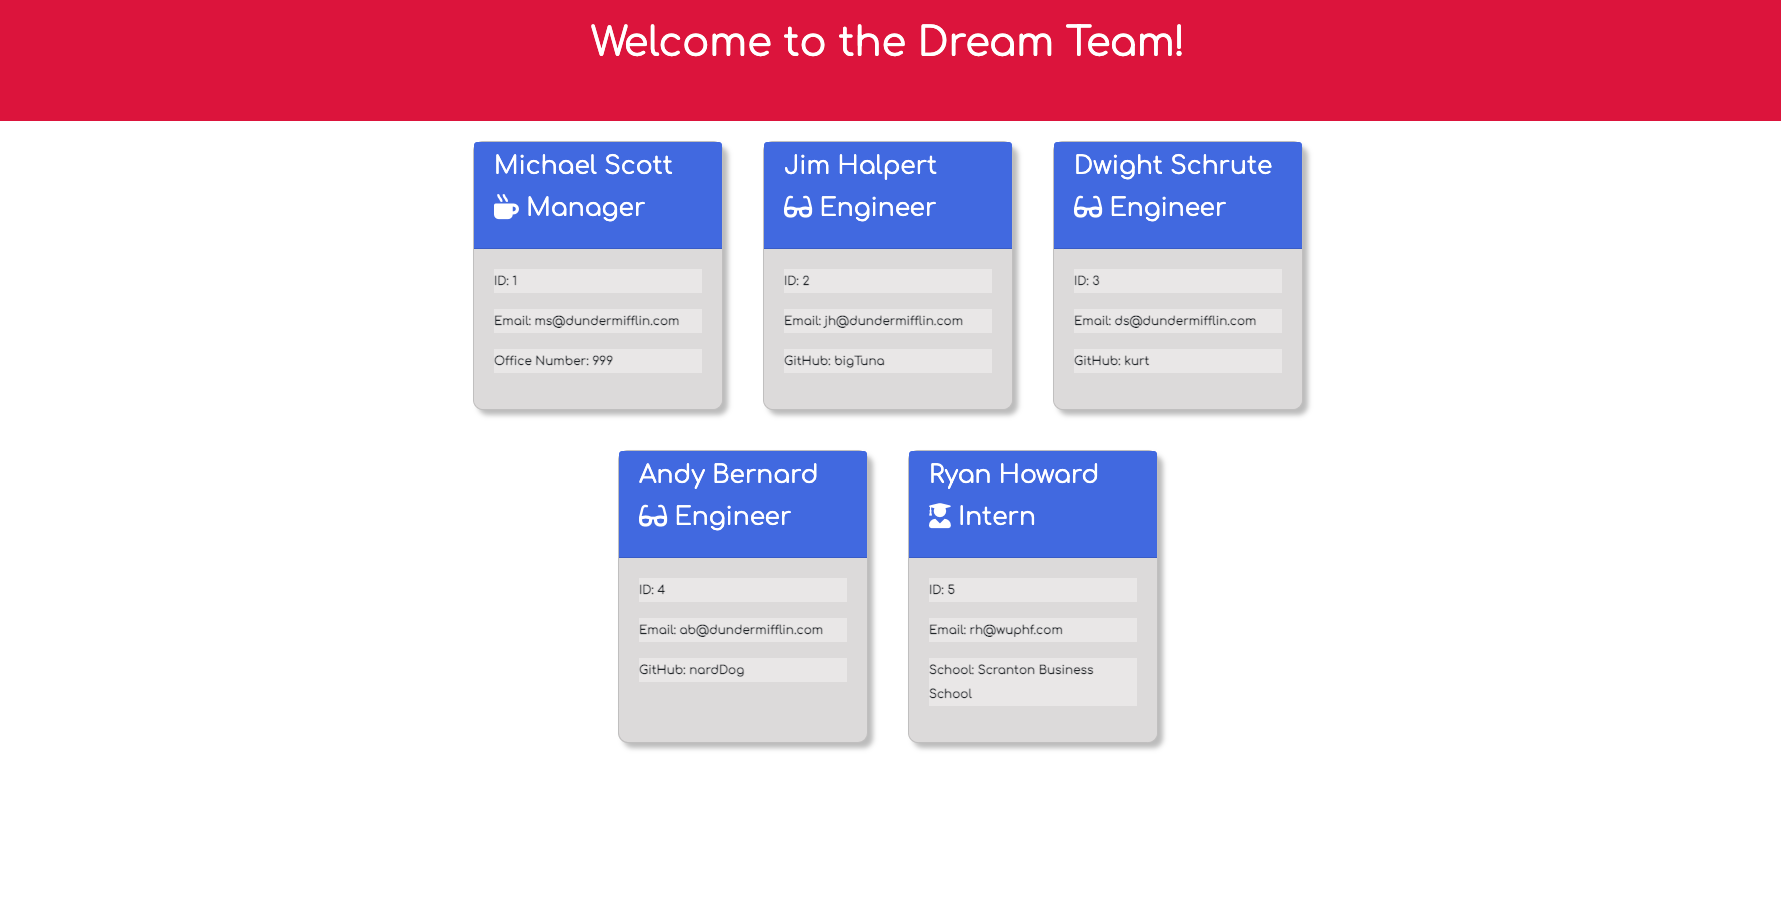 Welcome to the Dream Team!
Michael Scott
Manager
ID: 1
Email: ms@dundermifflin.com
Office Number: 999
Jim Halpert
Engineer
ID: 2
Email: jh@dundermifflin.com
GitHub: bigTuna
Dwight Schrute
Engineer
ID: 3
Email: ds@dundermifflin.com
GitHub: kurt
Andy Bernard
Engineer
ID: 4
Email: ab@dundermifflin.com
GitHub: nardDog
Ryan Howard
Intern
ID: 5
Email: rh@wuphf.com
School: Scranton Business
School